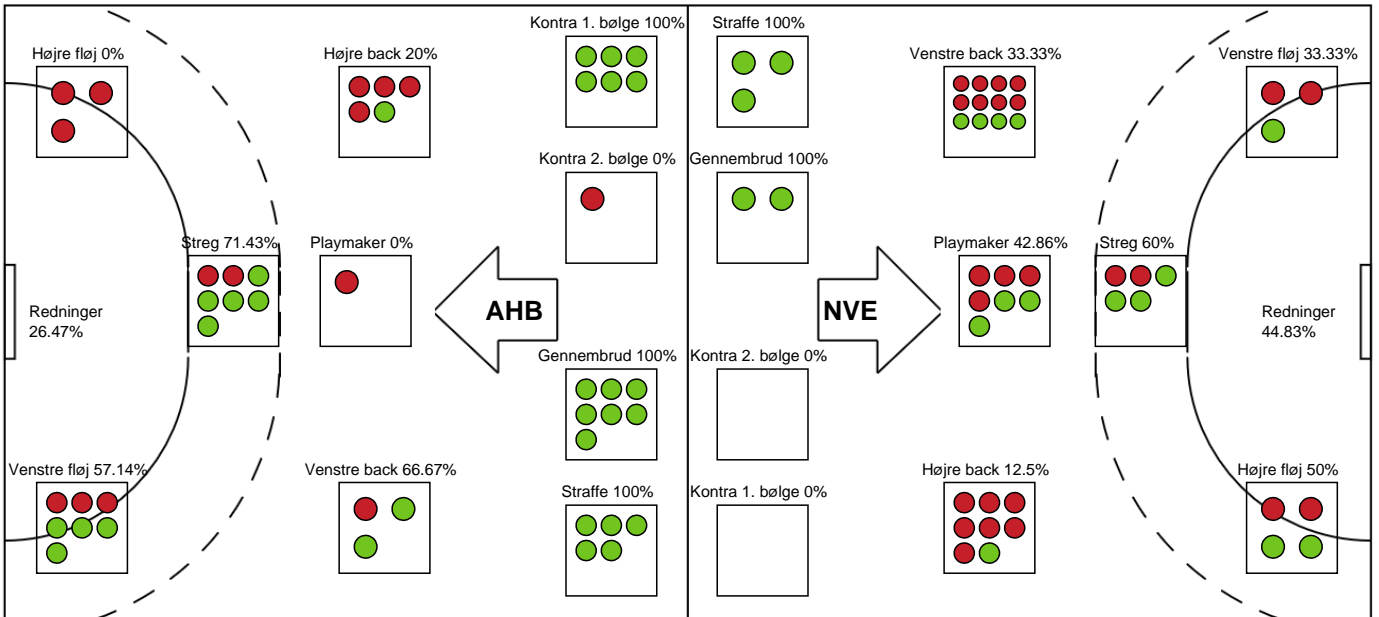 Kontra 1. bølge 100%
Straffe 100%
Højre fløj 0%
Højre back 20%
Venstre back 33.33%
Venstre fløj 33.33%
Kontra 2. bølge 0%
Gennembrud 100%
Streg 71.43%
Playmaker 0%
Playmaker 42.86%
Streg 60%
Redninger
26.47%
AHB
NVE
Redninger
44.83%
Gennembrud 100%
Kontra 2. bølge 0%
Venstre fløj 57.14%
Venstre back 66.67%
Straffe 100%
Kontra 1. bølge 0%
Højre back 12.5%
Højre fløj 50%